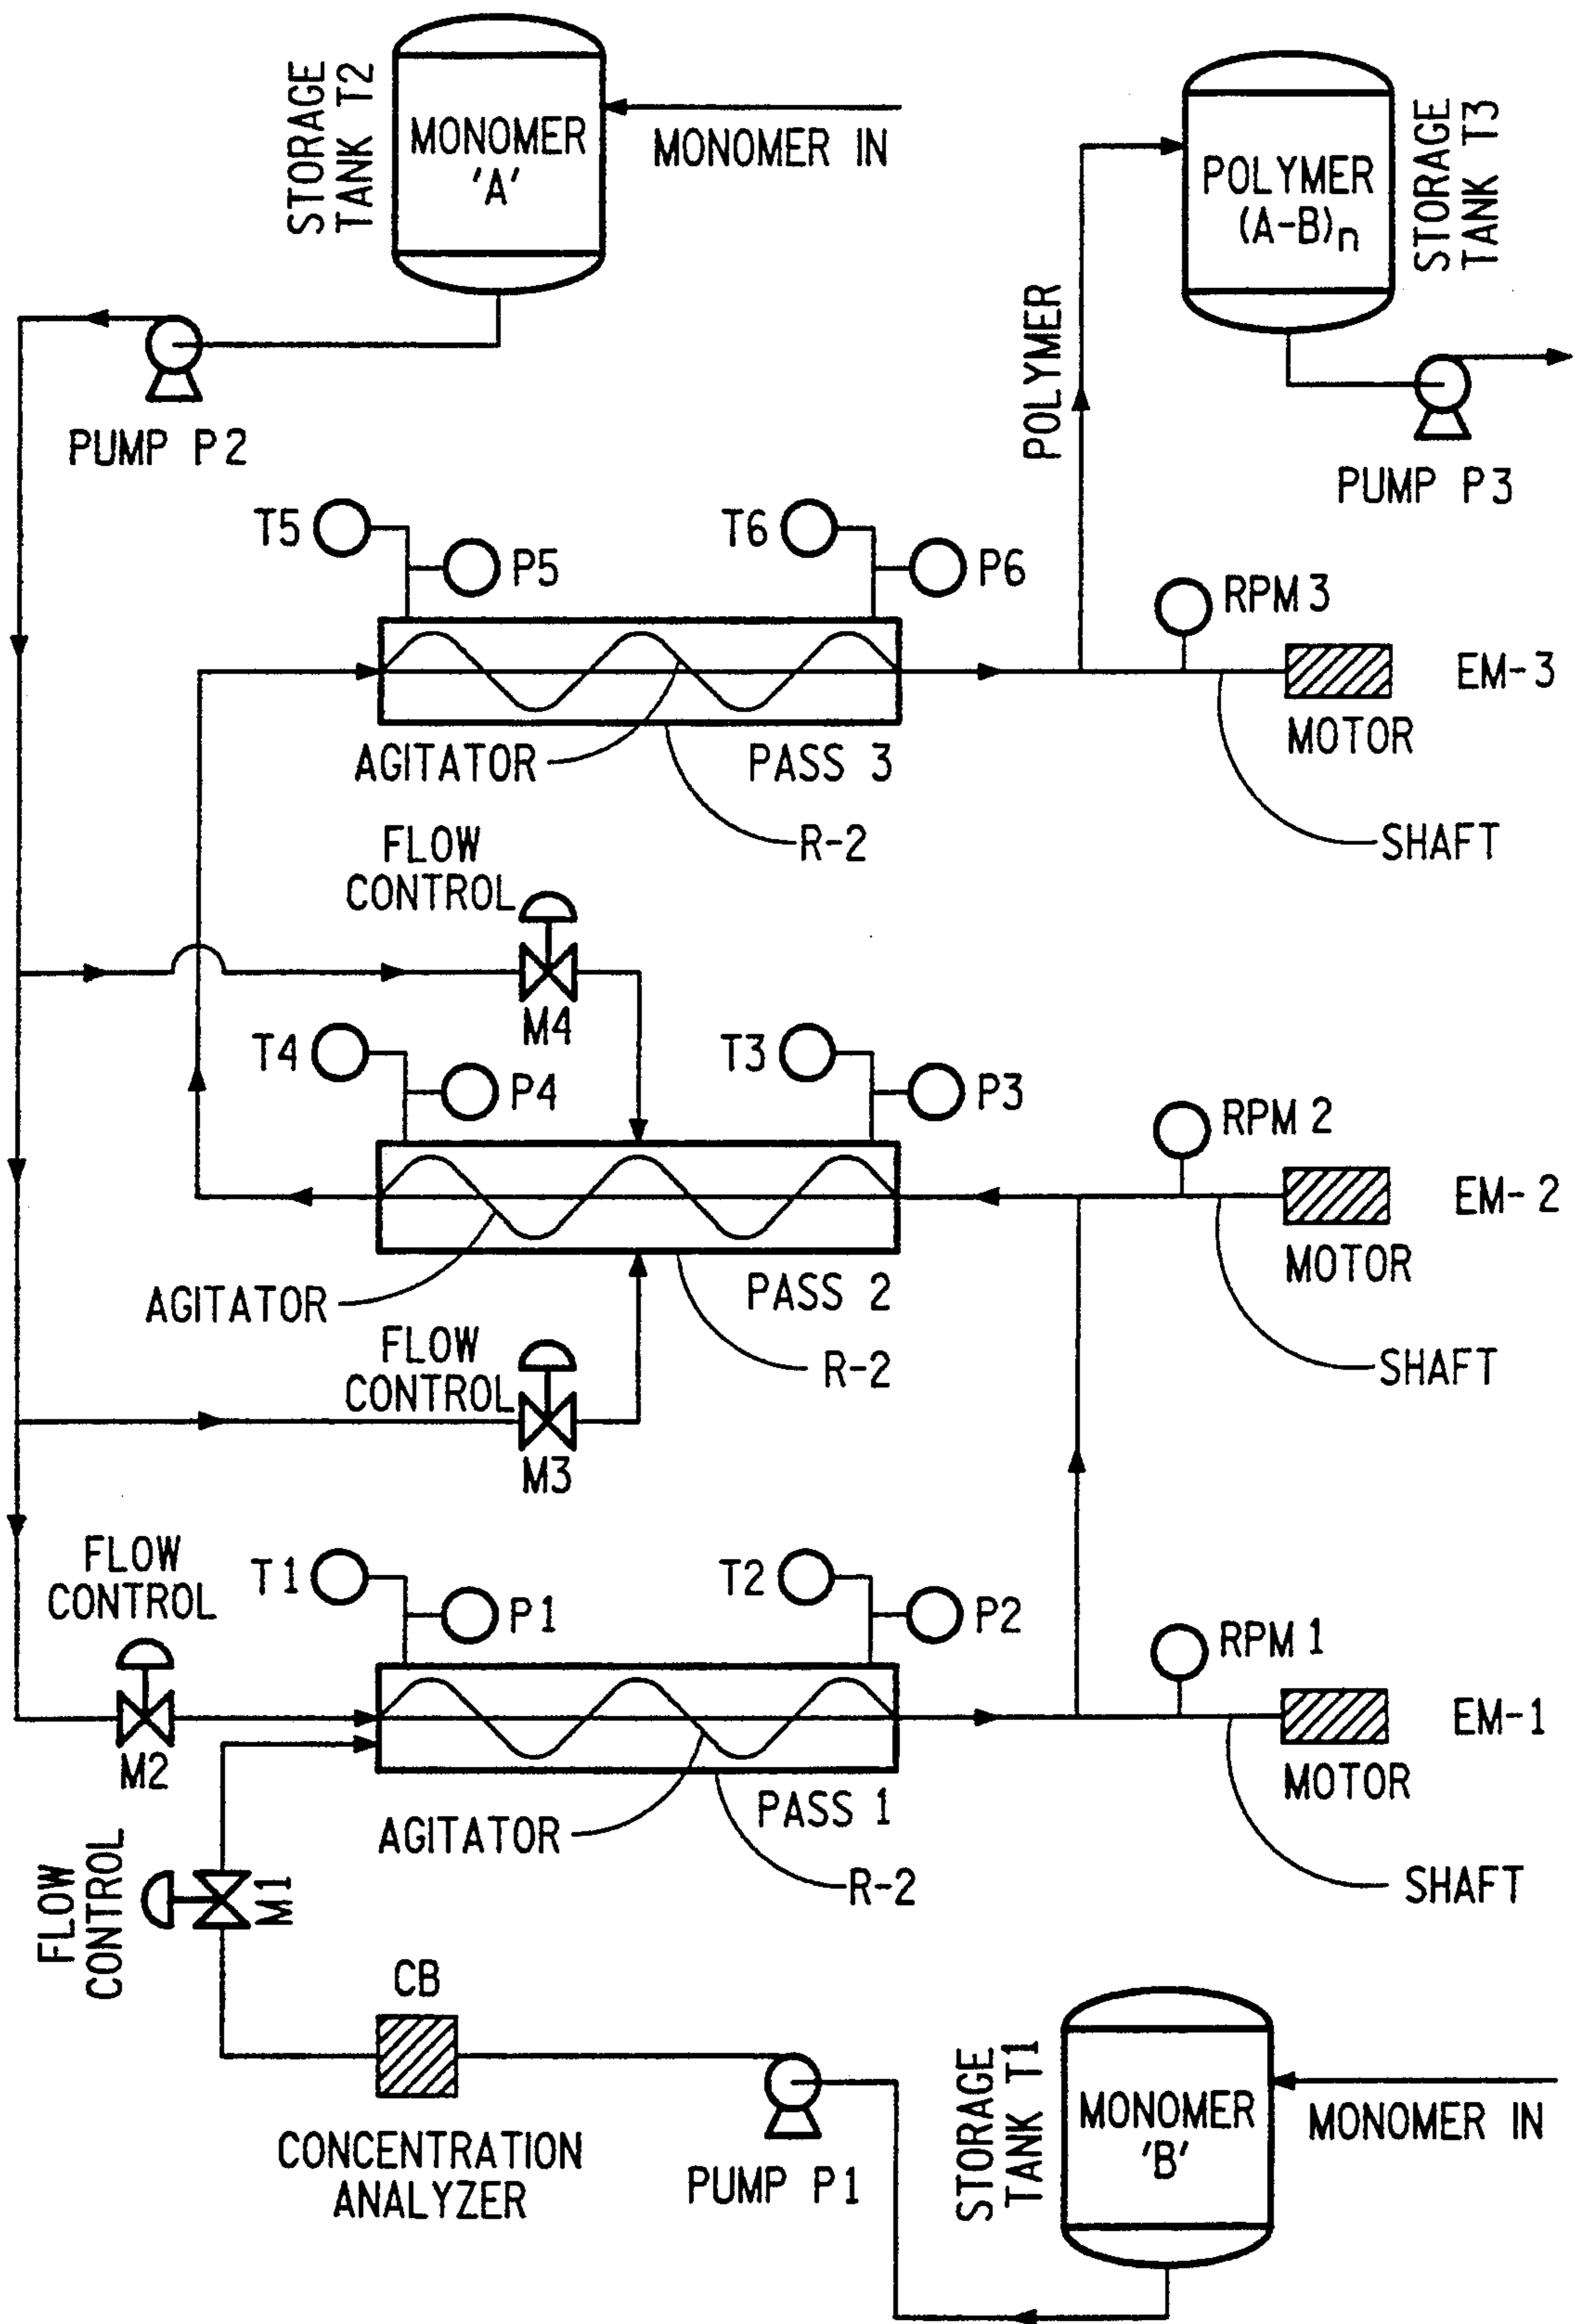 STORAGE
TANK T2
MONOMER
'A'
MONOMER IN
POLYMER
(A-B)n
STORAGE
TANK T3
PUMP P2
POLYMER
PUMP P3
T5
P5
T6
P6
RPM 3
EM-3
MOTOR
AGITATOR
PASS 3
R-2
SHAFT
FLOW
CONTROL
M4
T4
P4
T3
P3
RPM 2
EM-2
MOTOR
AGITATOR
PASS 2
R-2
SHAFT
FLOW
CONTROL
M3
FLOW
CONTROL
T1
P1
T2
P2
RPM 1
EM-1
M2
MOTOR
AGITATOR
PASS 1
R-2
SHAFT
FLOW
CONTROL
M1
CB
CONCENTRATION
ANALYZER
PUMP P1
STORAGE
TANK T1
MONOMER
'B'
MONOMER IN